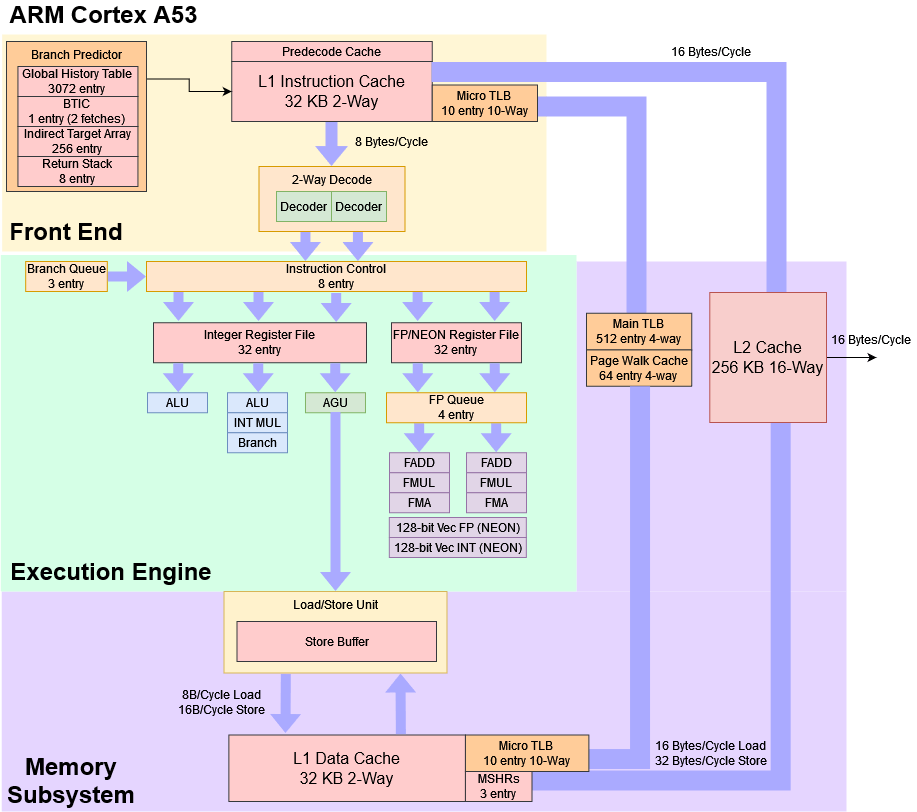 ARM Cortex A53
Branch Predictor
Global History Table
3072 entry
BTIC
1 entry (2 fetches)
Indirect Target Array
256 entry
Return Stack
8 entry
Predecode Cache
L1 Instruction Cache
32 KB 2-Way
Micro TLB
10 entry 10-Way
16 Bytes/Cycle
8 Bytes/Cycle
2-Way Decode
Decoder
Decoder
Front End
Branch Queue
3 entry
Instruction Control
8 entry
Integer Register File
32 entry
FP/NEON Register File
32 entry
Main TLB
512 entry 4-way
Page Walk Cache
64 entry 4-way
L2 Cache
256 KB 16-Way
16 Bytes/Cycle
ALU
ALU
INT MUL
Branch
AGU
FP Queue
4 entry
FADD
FMUL
FMA
FADD
FMUL
FMA
128-bit Vec FP (NEON)
128-bit Vec INT (NEON)
Execution Engine
Load/Store Unit
Store Buffer
8B/Cycle Load
16B/Cycle Store
L1 Data Cache
32 KB 2-Way
Micro TLB
10 entry 10-Way
MSHRs
3 entry
16 Bytes/Cycle Load
32 Bytes/Cycle Store
Memory
Subsystem